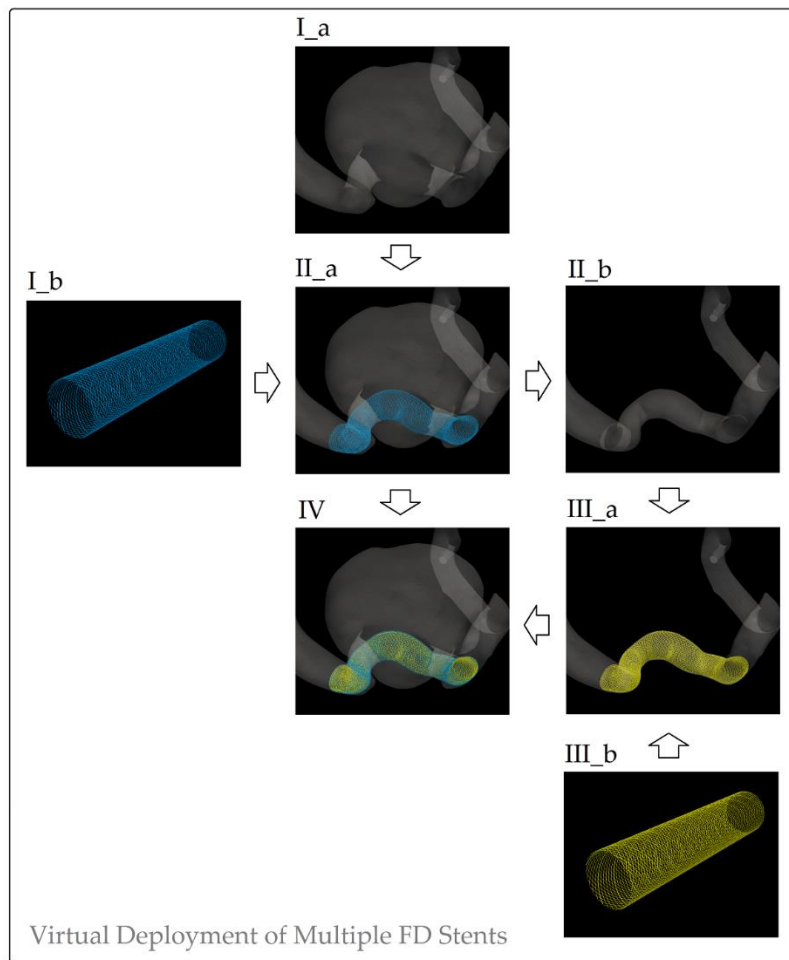 I_a
I_b
II_a
II_b
IV
III_a
III_b
Virtual Deployment of Multiple FD Stents